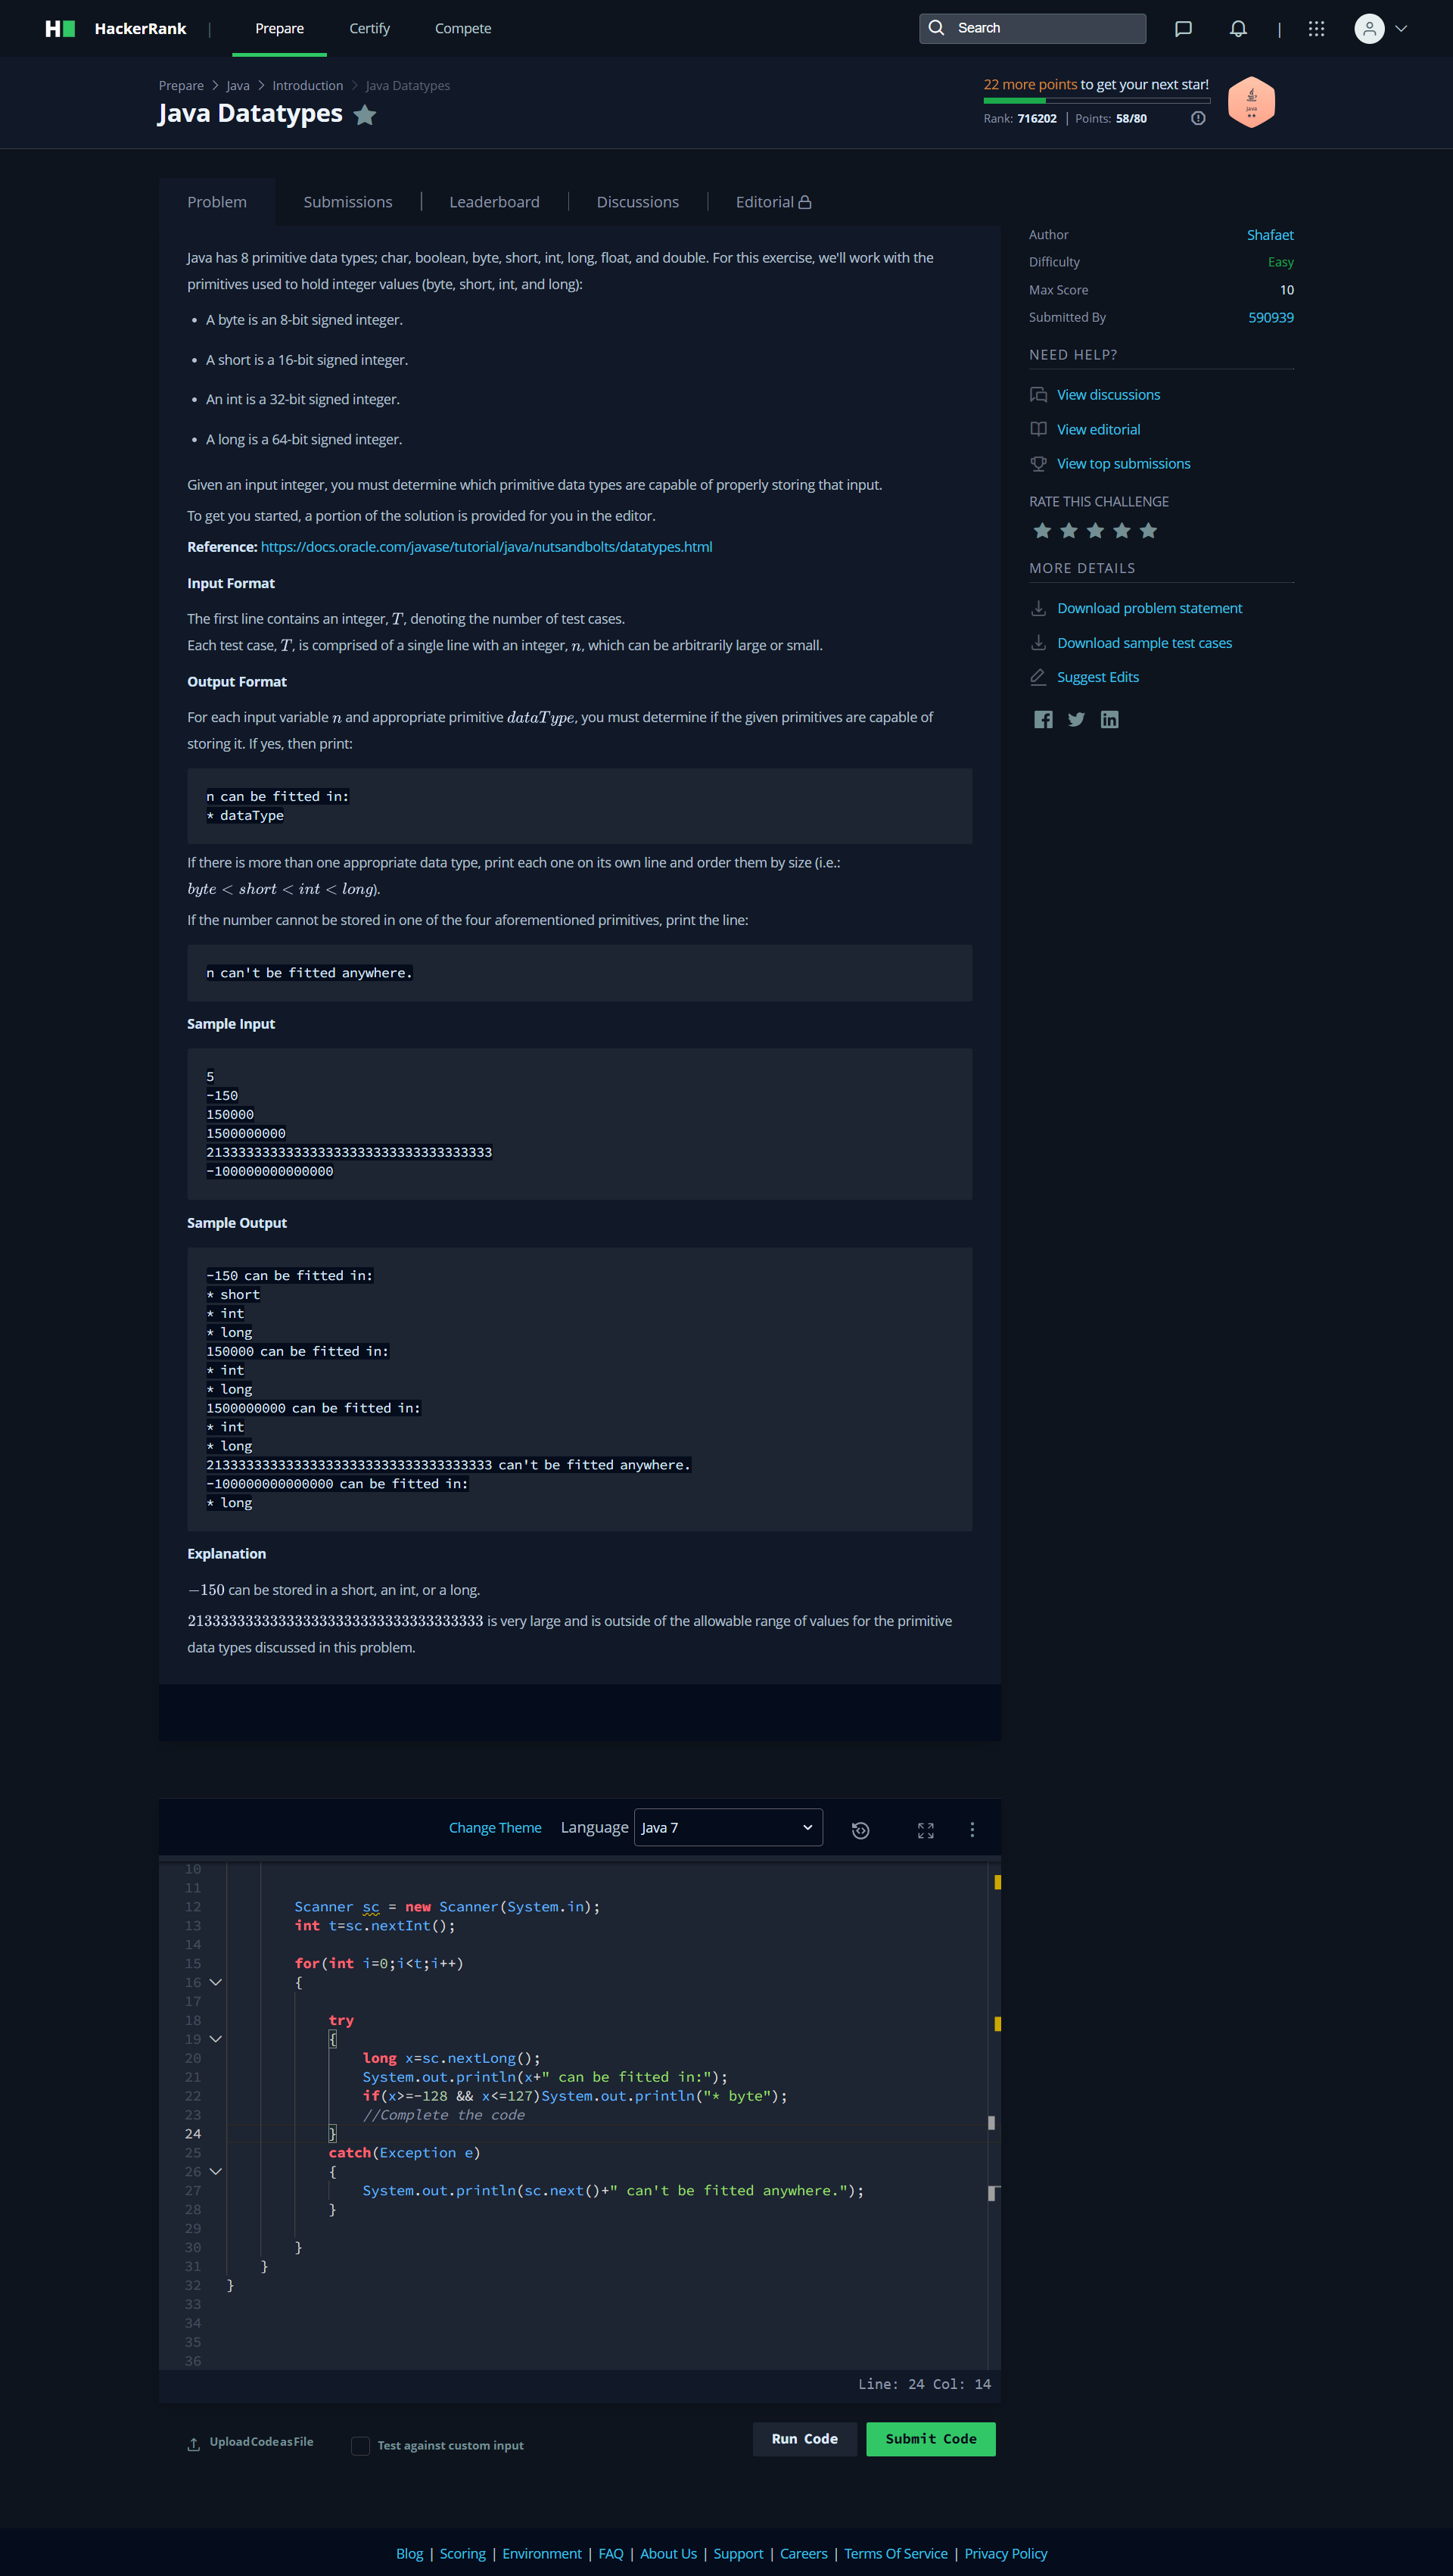 HackerRank | Prepare Certify Compete Search |
Prepare > Java > Introduction > Java Datatypes
Java Datatypes
22 more points to get your next star!
Rank: 716202 | Points: 58/80
Java
Problem
Submissions | Leaderboard | Discussions | Editorial
Java has 8 primitive data types; char, boolean, byte, short, int, long, float, and double. For this exercise, we'll work with the
primitives used to hold integer values (byte, short, int, and long):
• A byte is an 8-bit signed integer.
• A short is a 16-bit signed integer.
• An int is a 32-bit signed integer.
• A long is a 64-bit signed integer.
Given an input integer, you must determine which primitive data types are capable of properly storing that input.
To get you started, a portion of the solution is provided for you in the editor.
Reference: https://docs.oracle.com/javase/tutorial/java/nutsandbolts/datatypes.html
Input Format
The first line contains an integer, T, denoting the number of test cases.
Each test case, T, is comprised of a single line with an integer, n, which can be arbitrarily large or small.
Output Format
For each input variable n and appropriate primitive dataType, you must determine if the given primitives are capable of
storing it. If yes, then print:
n can be fitted in:
* dataType
If there is more than one appropriate data type, print each one on its own line and order them by size (i.e.:
byte < short < int < long).
If the number cannot be stored in one of the four aforementioned primitives, print the line:
n can't be fitted anywhere.
Sample Input
5
-150
150000
1500000000
213333333333333333333333333333333333
-100000000000000
Sample Output
-150 can be fitted in:
* short
* int
* long
150000 can be fitted in:
* int
* long
1500000000 can be fitted in:
* int
* long
213333333333333333333333333333333333 can't be fitted anywhere.
-100000000000000 can be fitted in:
* long
Explanation
−150 can be stored in a short, an int, or a long.
213333333333333333333333333333333333 is very large and is outside of the allowable range of values for the primitive
data types discussed in this problem.
Author Shafaet
Difficulty Easy
Max Score 10
Submitted By 590939
NEED HELP?
View discussions
View editorial
View top submissions
RATE THIS CHALLENGE
MORE DETAILS
Download problem statement
Download sample test cases
Suggest Edits
Change Theme Language Java 7
10
11
12 Scanner sc = new Scanner(System.in);
13 int t=sc.nextInt();
14
15 for(int i=0;i<t;i++)
16 {
17
18 try
19 {
20 long x=sc.nextLong();
21 System.out.println(x+" can be fitted in:");
22 if(x>=-128 && x<=127)System.out.println("* byte");
23 //Complete the code
24 }
25 catch(Exception e)
26 {
27 System.out.println(sc.next()+" can't be fitted anywhere.");
28 }
29
30 }
31 }
32 }
33
34
35
36
Line: 24 Col: 14
Upload Code as File
Test against custom input
Run Code
Submit Code
Blog | Scoring | Environment | FAQ | About Us | Support | Careers | Terms Of Service | Privacy Policy